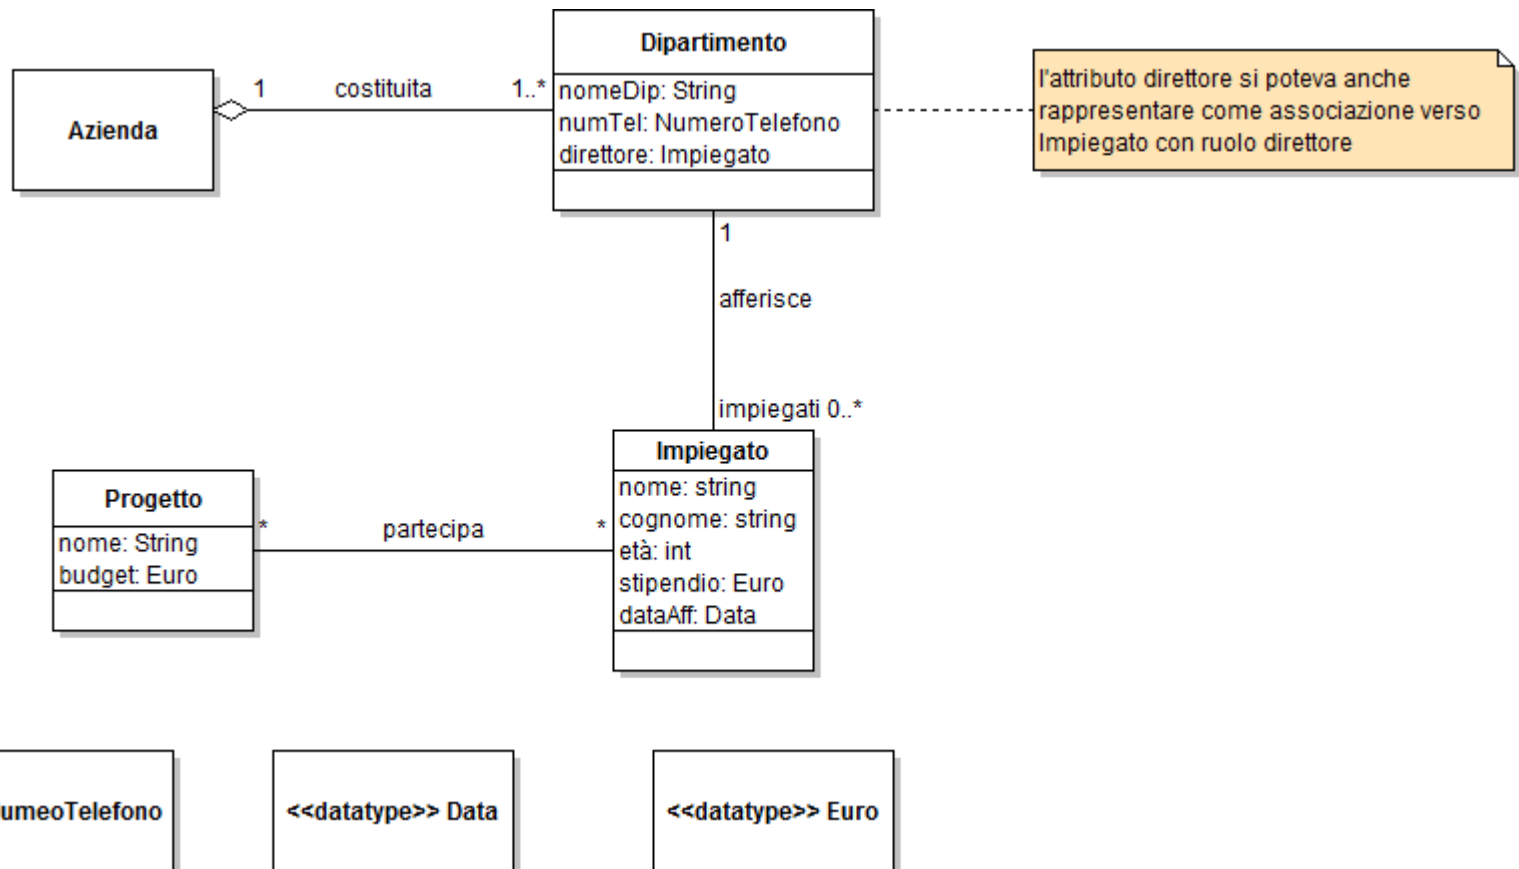 Dipartimento
Azienda
1
costituita
1..*
nomeDip: String
numTel: NumeroTelefono
direttore: Impiegato
l'attributo direttore si poteva anche
rappresentare come associazione verso
Impiegato con ruolo direttore
1
afferisce
impiegati 0..*
Impiegato
nome: string
cognome: string
età: int
stipendio: Euro
dataAff: Data
Progetto
nome: String
budget: Euro
*
partecipa
*
umeoTelefono
<<datatype>> Data
<<datatype>> Euro